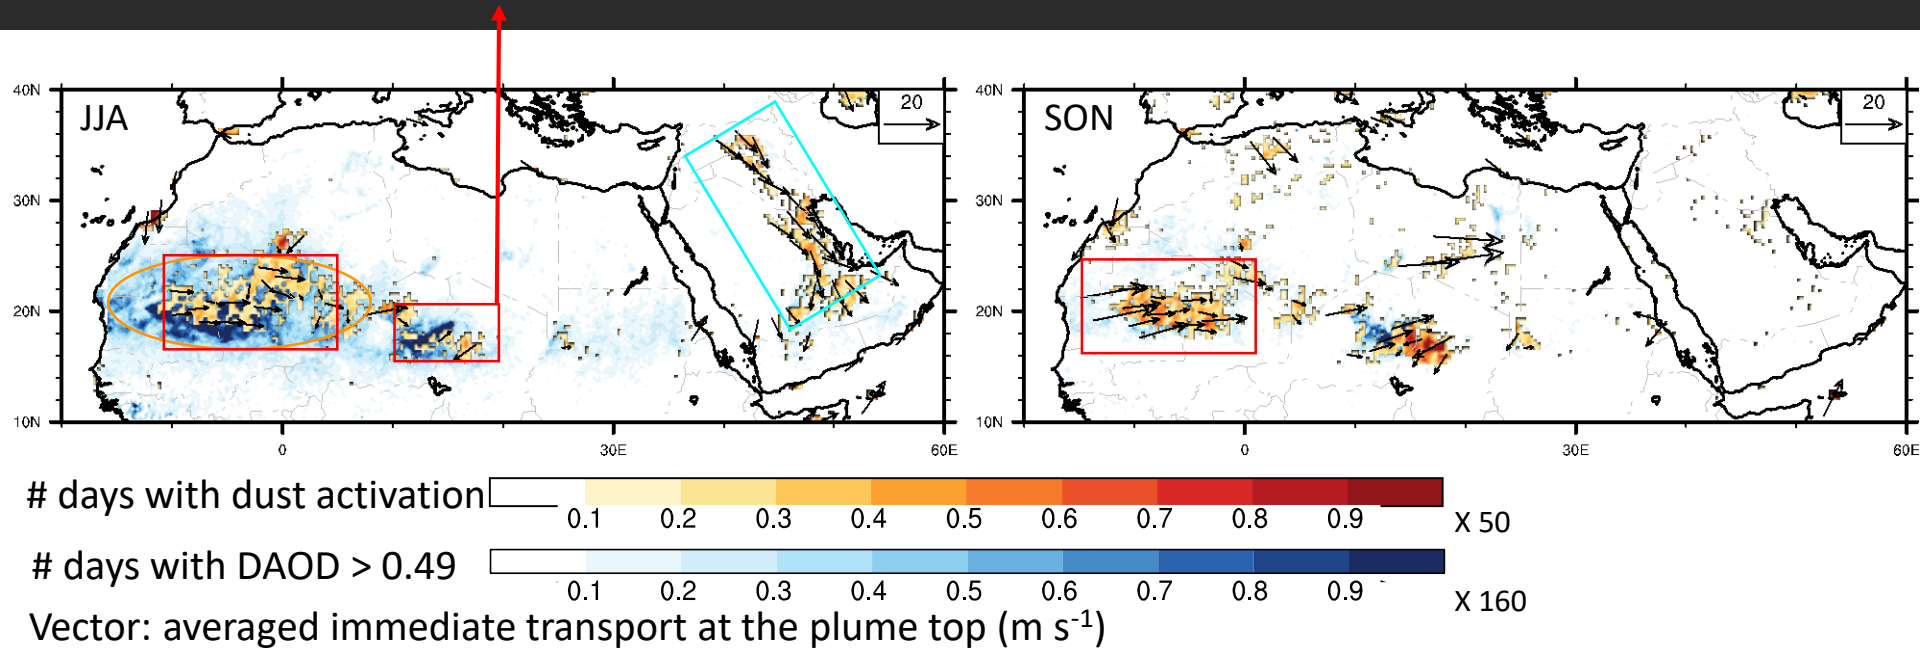 JJA
20
40N
30N
20N
10N
0
30E
60E
SON
20
40N
30N
20N
10N
0
30E
60E
# days with dust activation
0.1 0.2 0.3 0.4 0.5 0.6 0.7 0.8 0.9
X 50
# days with DAOD > 0.49
0.1 0.2 0.3 0.4 0.5 0.6 0.7 0.8 0.9
X 160
Vector: averaged immediate transport at the plume top (m s⁻¹)